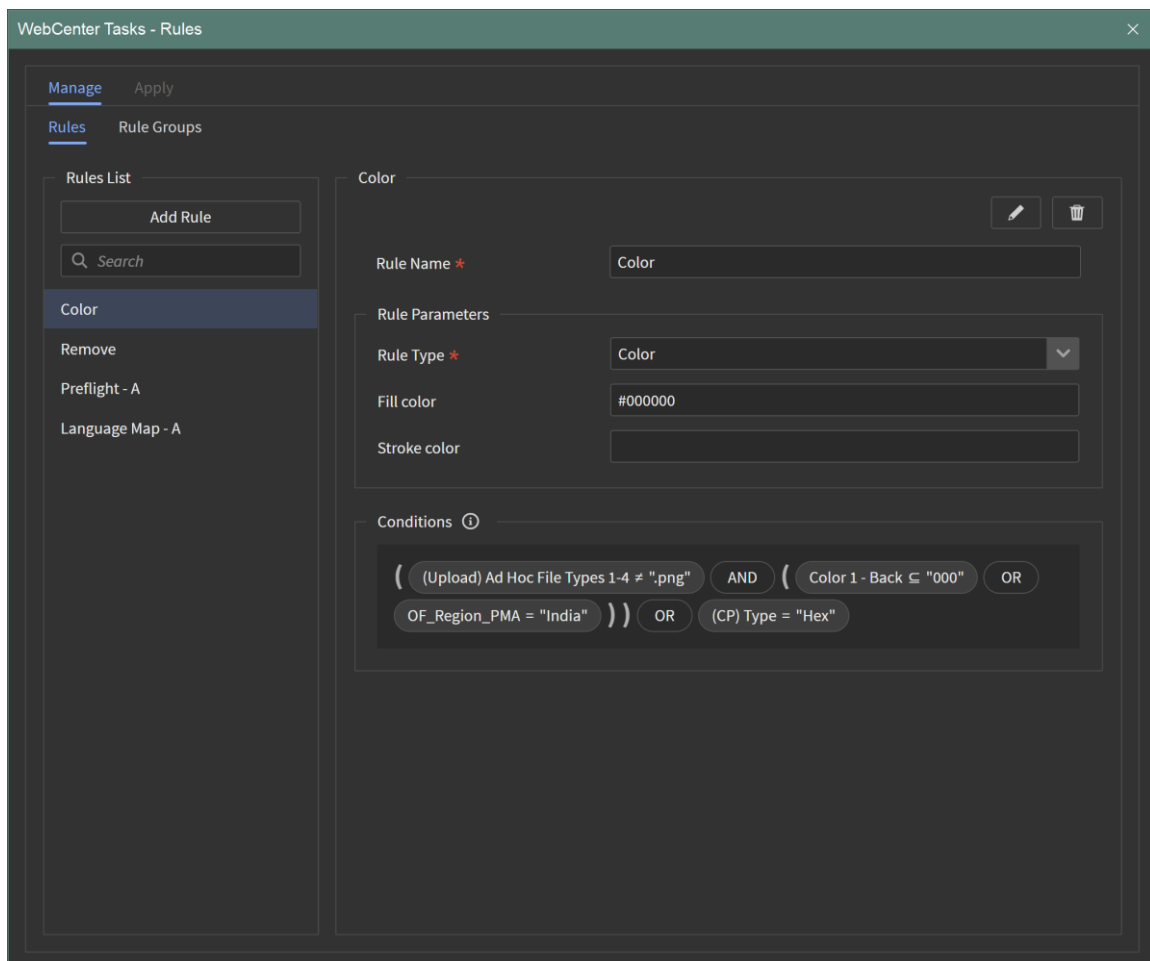 WebCenter Tasks - Rules
Manage Apply
Rules Rule Groups
Rules List
Add Rule
Search
Color
Remove
Preflight - A
Language Map - A
Color
Rule Name * Color
Rule Parameters
Rule Type * Color
Fill color #000000
Stroke color
Conditions
( (Upload) Ad Hoc File Types 1-4 ≠ ".png" AND ( Color 1 - Back ⊆ "000" OR
OF_Region_PMA = "India" ) ) OR (CP) Type = "Hex"